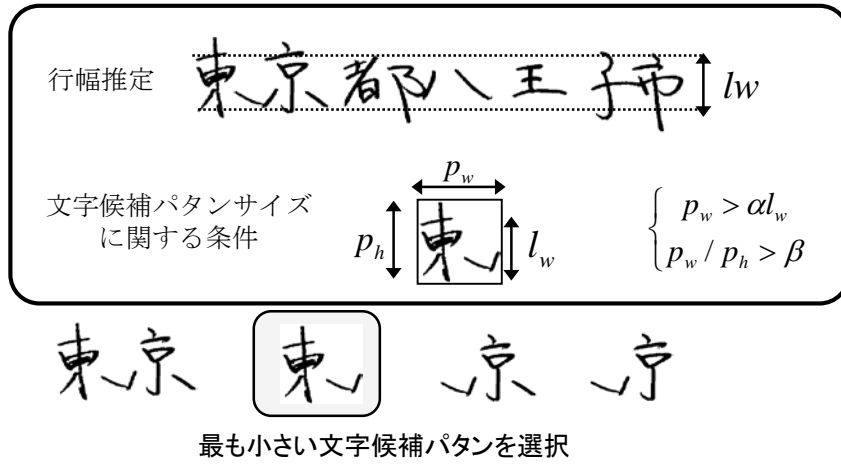 行幅推定 東京都八王子市 lw
p_w
文字候補パタンサイズ
に関する条件
p_h 東 l_w
p_w > αl_w
p_w / p_h > β
東京 東 京 京
最も小さい文字候補パタンを選択